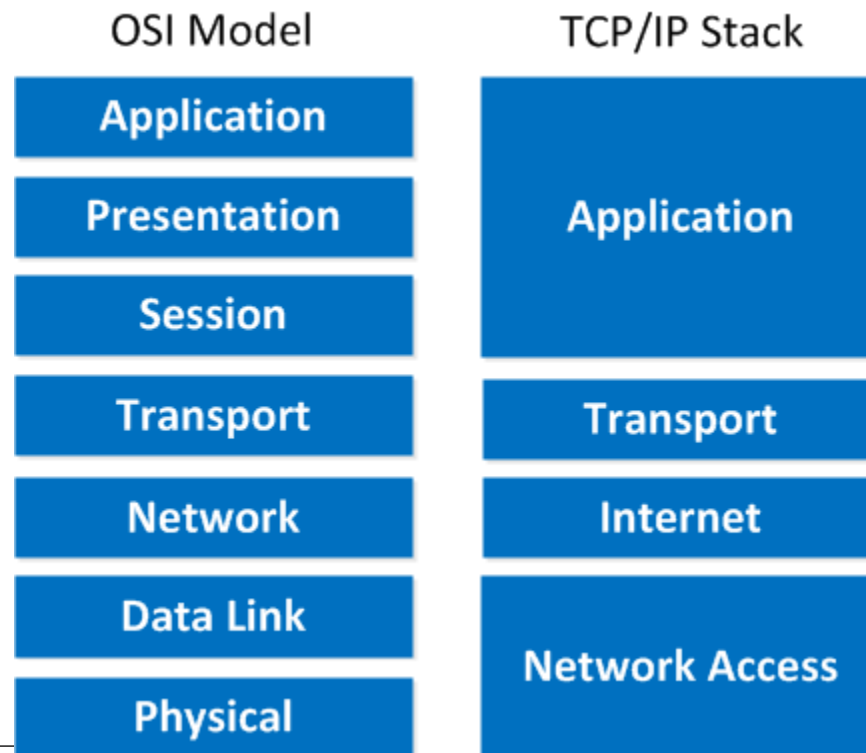 OSI Model
Application
Presentation
Session
Transport
Network
Data Link
Physical
TCP/IP Stack
Application
Transport
Internet
Network Access